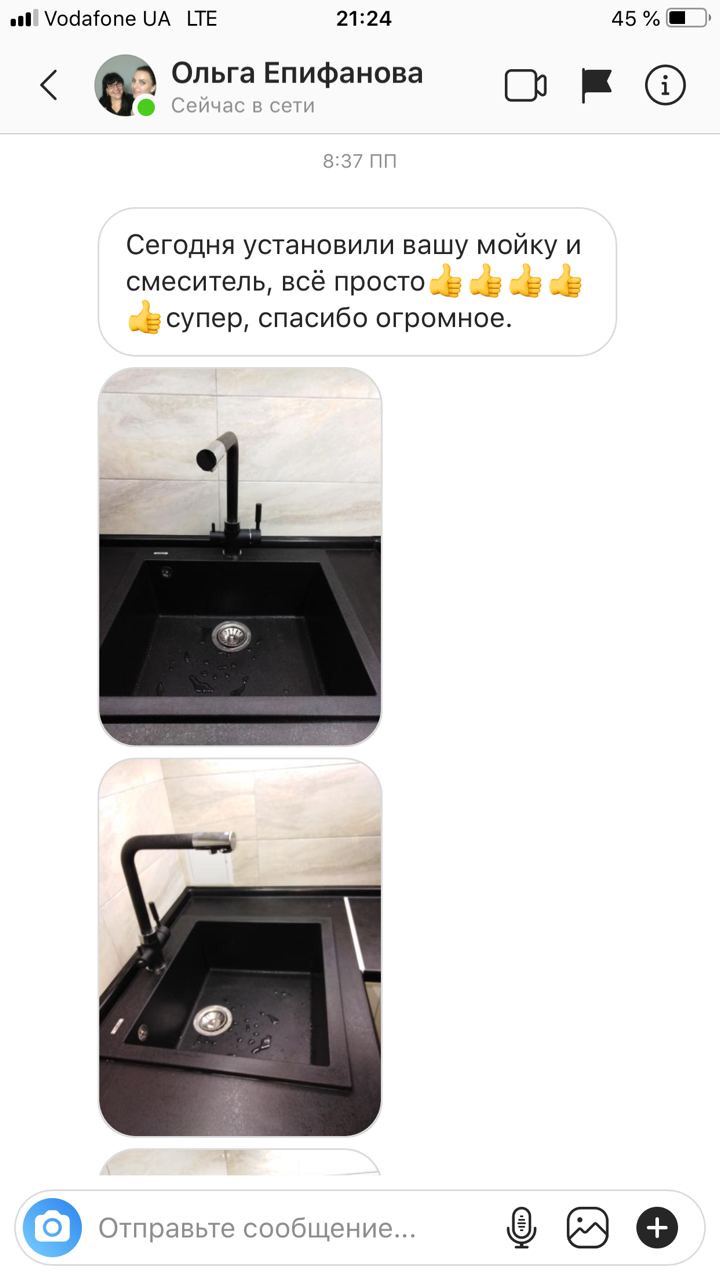 Vodafone UA LTE 21:24 45 %
Ольга Епифанова
Сейчас в сети
8:37 ПП
Сегодня установили вашу мойку и
смеситель, всё просто👍👍👍👍
👍супер, спасибо огромное.
Отправьте сообщение...